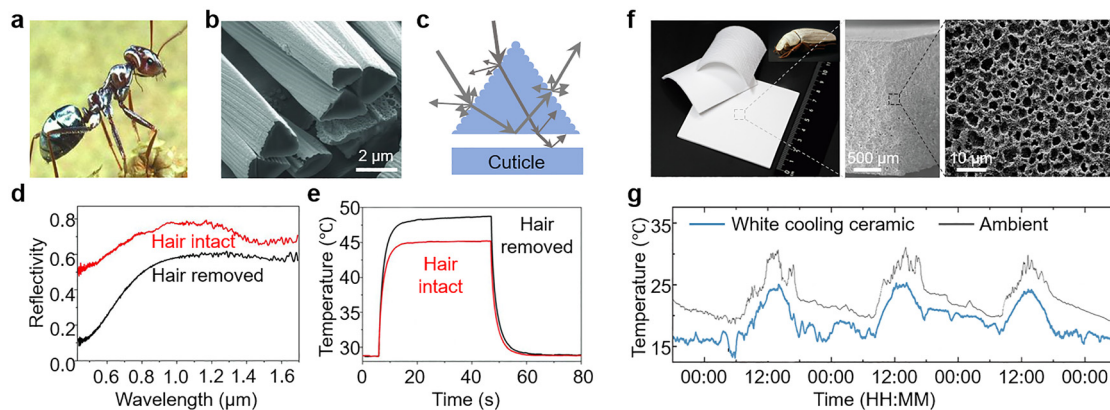 a
b
2 µm
c
Cuticle
d
Reflectivity
0.8
0.6
0.4
0.2
0.0
Hair intact
Hair removed
0.6 0.8 1.0 1.2 1.4 1.6
Wavelength (µm)
e
Temperature (°C)
50
45
40
35
30
Hair
removed
Hair
intact
0 20 40 60 80
Time (s)
f
500 µm
10 µm
g
White cooling ceramic
Ambient
Temperature (°C)
35
25
15
00:00 12:00 00:00 12:00 00:00 12:00 00:00
Time (HH:MM)